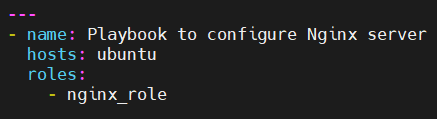 ---
- name: Playbook to configure Nginx server
  hosts: ubuntu
  roles:
    - nginx_role